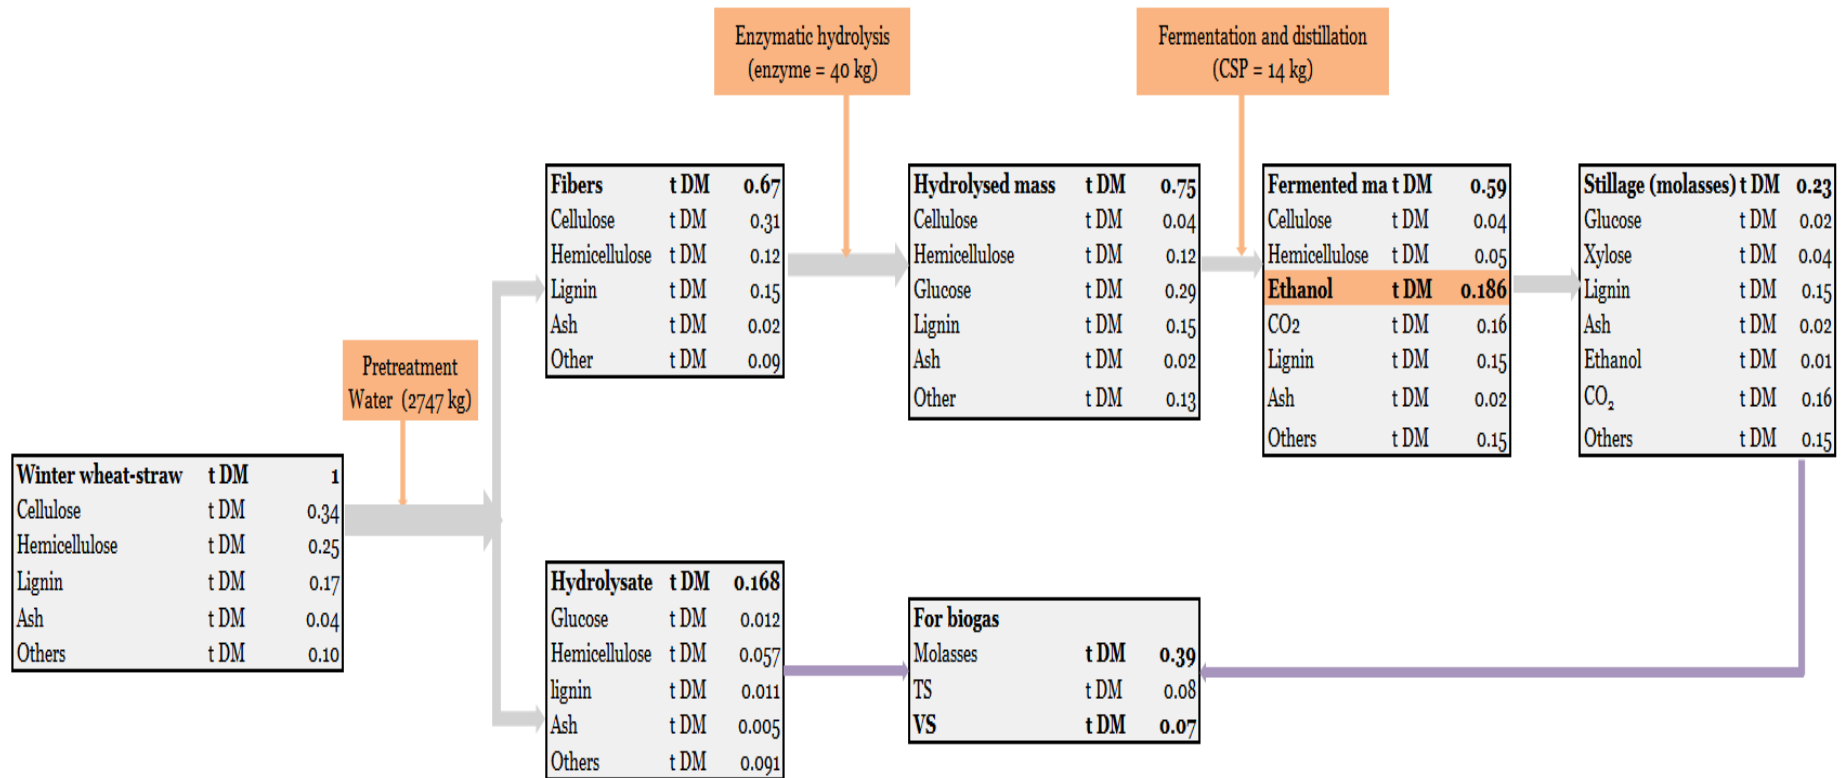 Enzymatic hydrolysis
(enzyme = 40 kg)
Fermentation and distillation
(CSP = 14 kg)
Fibers t DM 0.67
Cellulose t DM 0.31
Hemicellulose t DM 0.12
Lignin t DM 0.15
Ash t DM 0.02
Other t DM 0.09
Hydrolysed mass t DM 0.75
Cellulose t DM 0.04
Hemicellulose t DM 0.12
Glucose t DM 0.29
Lignin t DM 0.15
Ash t DM 0.02
Other t DM 0.13
Fermented ma t DM 0.59
Cellulose t DM 0.04
Hemicellulose t DM 0.05
Ethanol t DM 0.186
CO2 t DM 0.16
Lignin t DM 0.15
Ash t DM 0.02
Others t DM 0.15
Stillage (molasses) t DM 0.23
Glucose t DM 0.02
Xylose t DM 0.04
Lignin t DM 0.15
Ash t DM 0.02
Ethanol t DM 0.01
CO₂ t DM 0.16
Others t DM 0.15
Pretreatment
Water (2747 kg)
Winter wheat-straw t DM 1
Cellulose t DM 0.34
Hemicellulose t DM 0.25
Lignin t DM 0.17
Ash t DM 0.04
Others t DM 0.10
Hydrolysate t DM 0.168
Glucose t DM 0.012
Hemicellulose t DM 0.057
lignin t DM 0.011
Ash t DM 0.005
Others t DM 0.091
For biogas
Molasses t DM 0.39
TS t DM 0.08
VS t DM 0.07